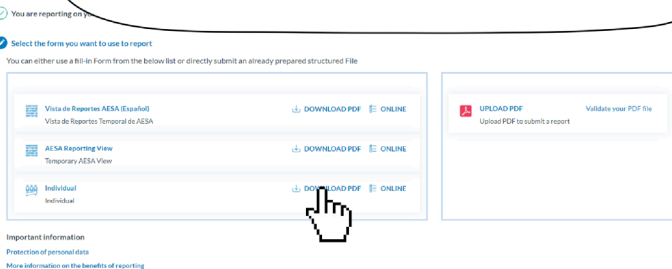 You are reporting on
Select the form you want to use to report
You can either use a fill-in Form from the below list or directly submit an already prepared structured File
Vista de Reportes AESA (Español)
Vista de Reportes Temporal de AESA
DOWNLOAD PDF ONLINE
AESA Reporting View
Temporary AESA View
DOWNLOAD PDF ONLINE
Individual
Individual
DOWNLOAD PDF ONLINE
UPLOAD PDF
Upload PDF to submit a report
Validate your PDF file
Important information
Protection of personal data
More information on the benefits of reporting